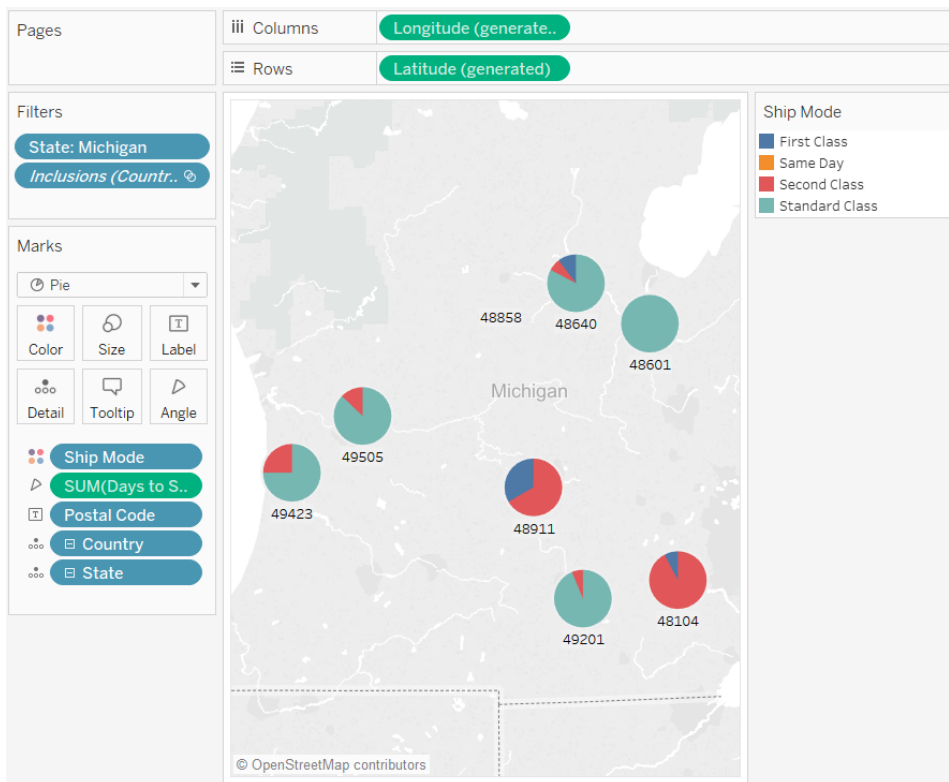 Pages
Columns
Longitude (generate..
Rows
Latitude (generated)
Filters
State: Michigan
Inclusions (Countr..
Marks
Pie
Color
Size
T
Label
Detail
Tooltip
Angle
Ship Mode
SUM(Days to S..
T
Postal Code
Country
State
48858
48640
48601
Michigan
49505
49423
48911
49201
48104
© OpenStreetMap contributors
Ship Mode
First Class
Same Day
Second Class
Standard Class